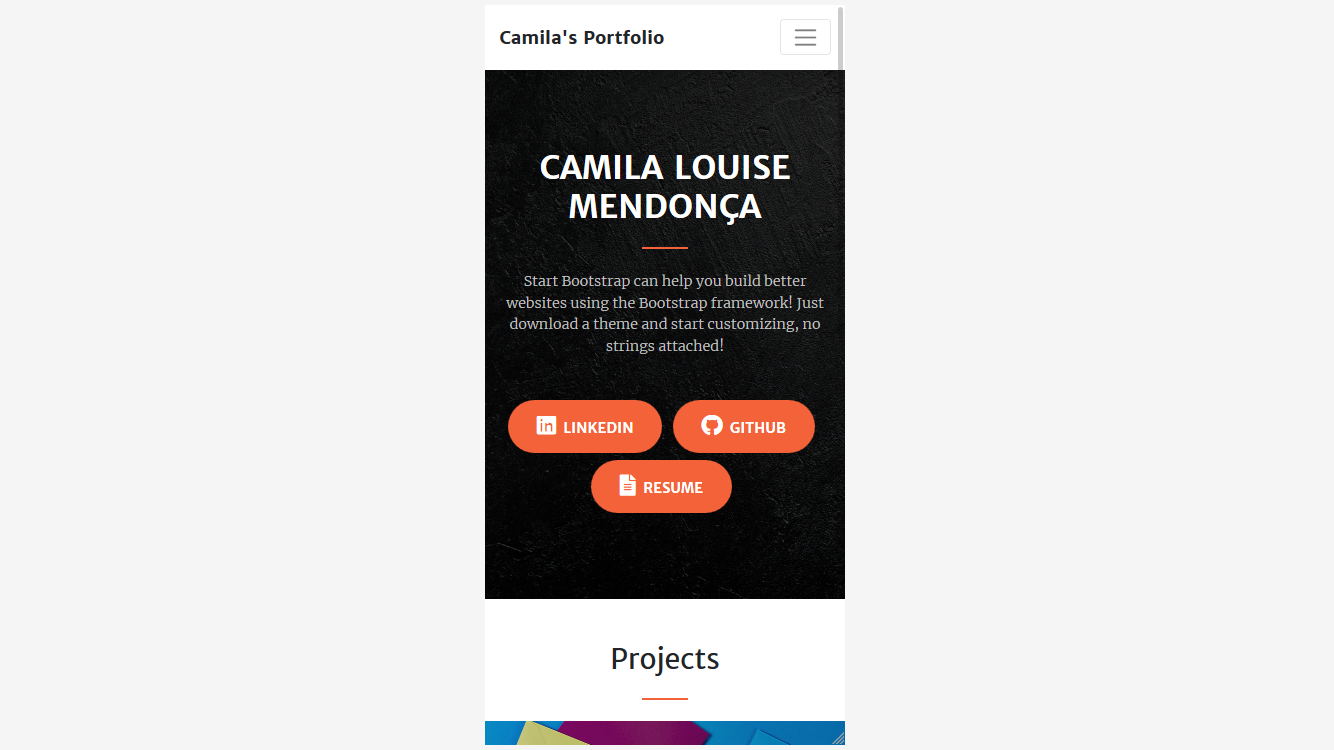 Camila's Portfolio
CAMILA LOUISE
MENDONÇA
Start Bootstrap can help you build better
websites using the Bootstrap framework! Just
download a theme and start customizing, no
strings attached!
LINKEDIN
GITHUB
RESUME
Projects